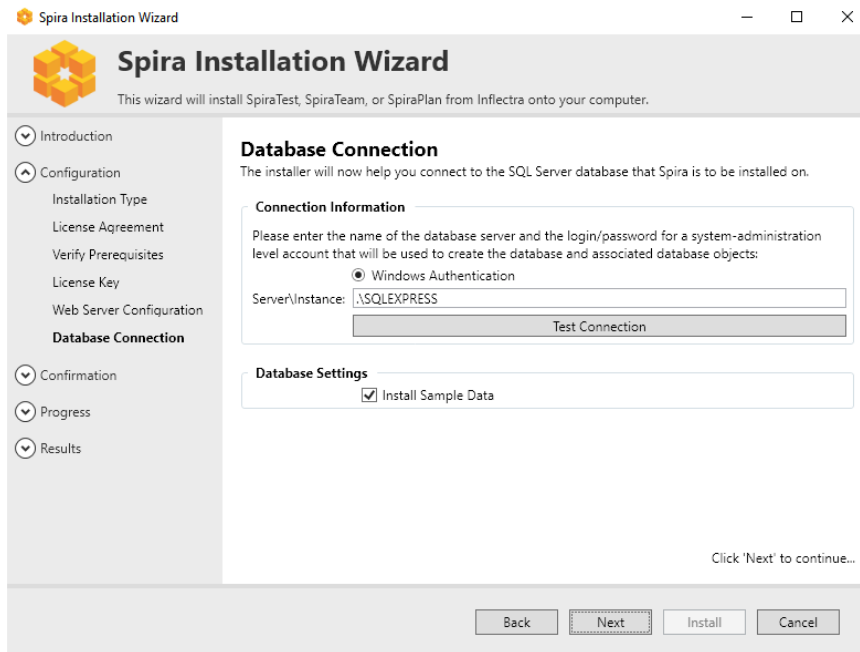 Spira Installation Wizard
Spira Installation Wizard
This wizard will install SpiraTest, SpiraTeam, or SpiraPlan from Inflectra onto your computer.
Introduction
Configuration
Installation Type
License Agreement
Verify Prerequisites
License Key
Web Server Configuration
Database Connection
Confirmation
Progress
Results
Database Connection
The installer will now help you connect to the SQL Server database that Spira is to be installed on.
Connection Information
Please enter the name of the database server and the login/password for a system-administration
level account that will be used to create the database and associated database objects:
Windows Authentication
Server\Instance: .\SQLEXPRESS
Test Connection
Database Settings
Install Sample Data
Click 'Next' to continue...
Back Next Install Cancel